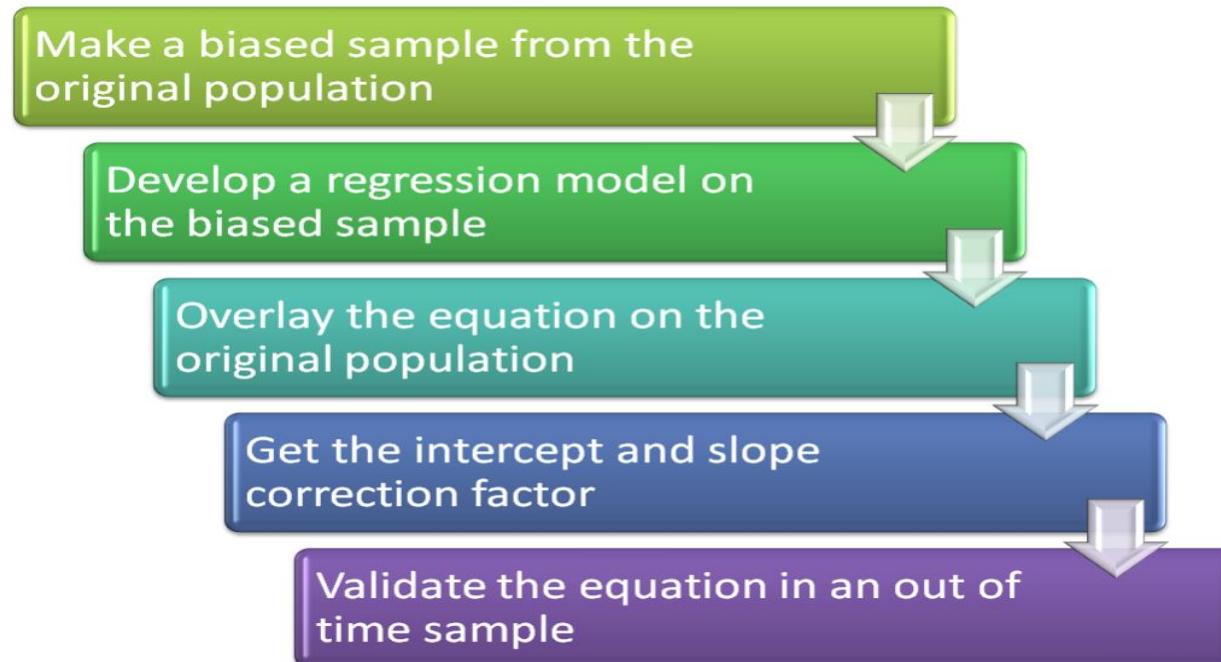 Make a biased sample from the
original population
Develop a regression model on
the biased sample
Overlay the equation on the
original population
Get the intercept and slope
correction factor
Validate the equation in an out of
time sample